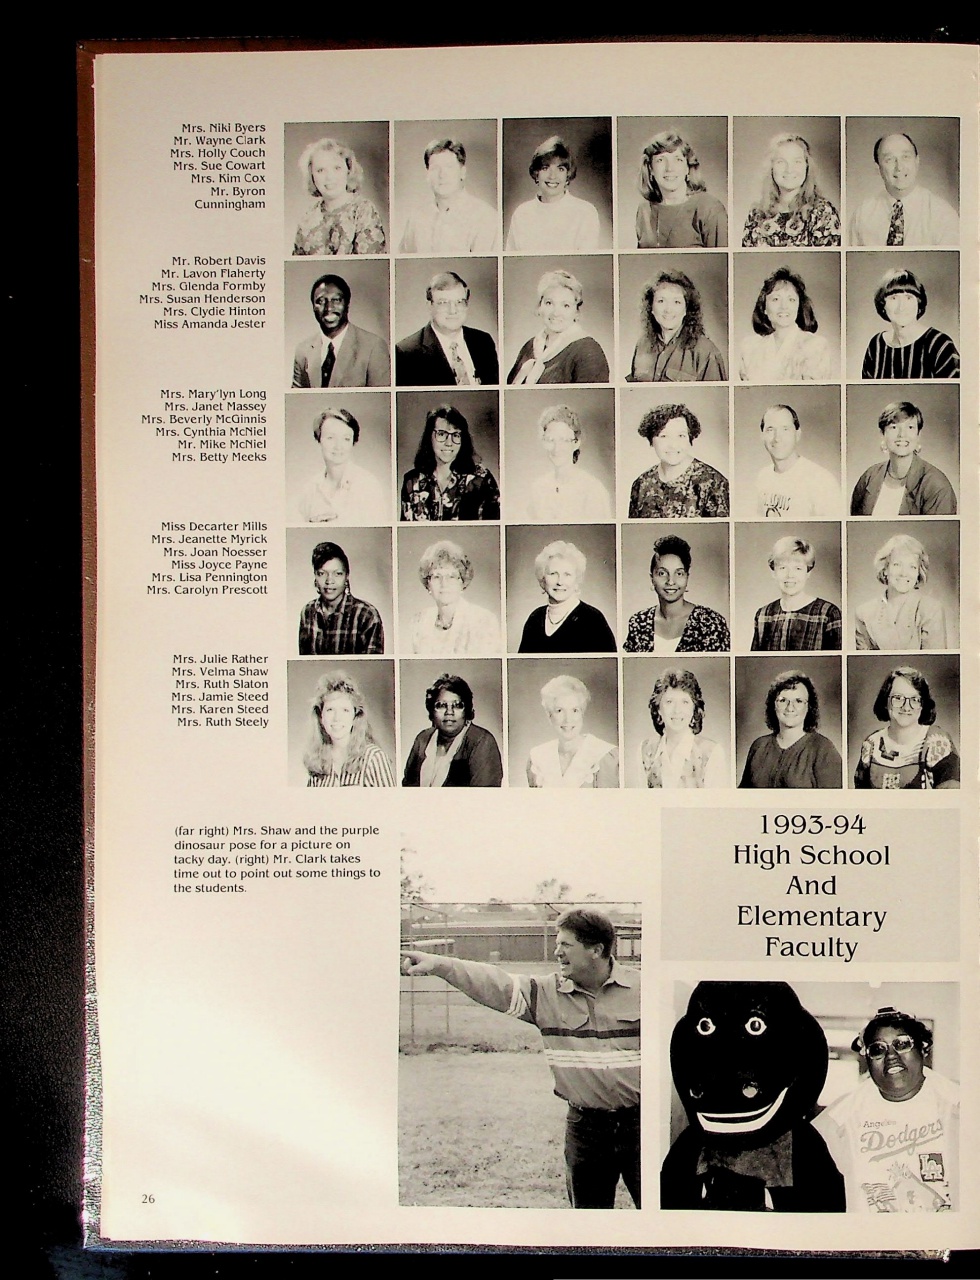 Mrs. Niki Byers
Mr. Wayne Clark
Mrs. Holly Couch
Mrs. Sue Cowart
Mrs. Kim Cox
Mr. Byron
Cunningham
Mr. Robert Davis
Mr. Lavon Flaherty
Mrs. Glenda Formby
Mrs. Susan Henderson
Mrs. Clydie Hinton
Miss Amanda Jester
Mrs. Mary'lyn Long
Mrs. Janet Massey
Mrs. Beverly McGinnis
Mrs. Cynthia McNiel
Mr. Mike McNiel
Mrs. Betty Meeks
Miss Decarter Mills
Mrs. Jeanette Myrick
Mrs. Joan Noesser
Miss Joyce Payne
Mrs. Lisa Pennington
Mrs. Carolyn Prescott
Mrs. Julie Rather
Mrs. Velma Shaw
Mrs. Ruth Slaton
Mrs. Jamie Steed
Mrs. Karen Steed
Mrs. Ruth Steely
(far right) Mrs. Shaw and the purple
dinosaur pose for a picture on
tacky day. (right) Mr. Clark takes
time out to point out some things to
the students.
1993-94
High School
And
Elementary
Faculty
Dodgers
LA
26